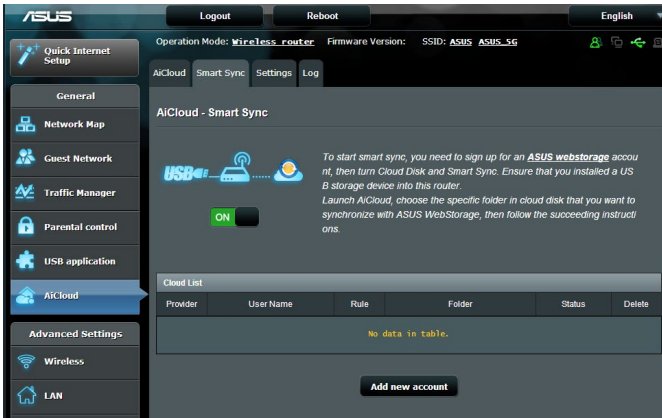 ASUS
Logout
Reboot
English
Quick Internet
Setup
Operation Mode: Wireless router Firmware Version: SSID: ASUS ASUS_5G
AiCloud
Smart Sync
Settings
Log
General
Network Map
Guest Network
Traffic Manager
Parental control
USB application
AiCloud
Advanced Settings
Wireless
LAN
AiCloud - Smart Sync
USB
ON
To start smart sync, you need to sign up for an ASUS webstorage accou
nt, then turn Cloud Disk and Smart Sync. Ensure that you installed a US
B storage device into this router.
Launch AiCloud, choose the specific folder in cloud disk that you want to
synchronize with ASUS WebStorage, then follow the succeeding instructi
ons.
Cloud List
Provider User Name Rule Folder Status Delete
No data in table.
Add new account